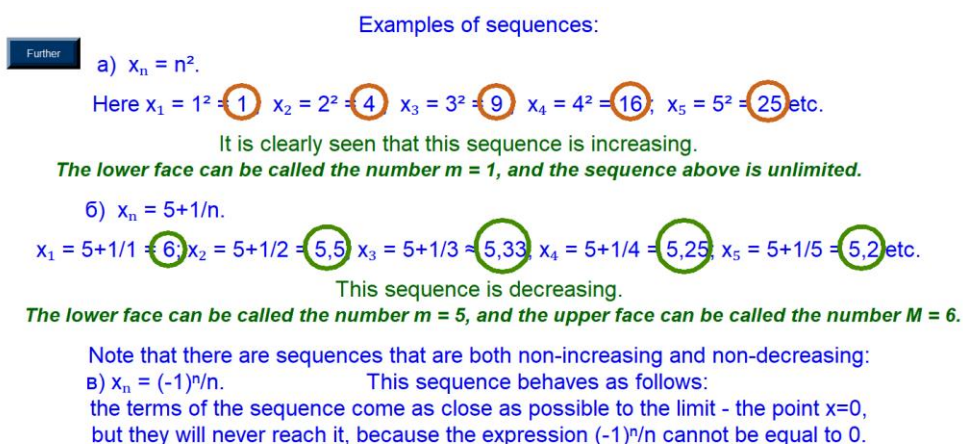 Examples of sequences:
Further
a) xₙ = n².
Here x₁ = 1² = 1; x₂ = 2² = 4; x₃ = 3² = 9; x₄ = 4² = 16; x₅ = 5² = 25 etc.
It is clearly seen that this sequence is increasing.
The lower face can be called the number m = 1, and the sequence above is unlimited.
б) xₙ = 5+1/n.
x₁ = 5+1/1 = 6; x₂ = 5+1/2 = 5,5; x₃ = 5+1/3 ≈ 5,33; x₄ = 5+1/4 = 5,25; x₅ = 5+1/5 = 5,2 etc.
This sequence is decreasing.
The lower face can be called the number m = 5, and the upper face can be called the number M = 6.
Note that there are sequences that are both non-increasing and non-decreasing:
в) xₙ = (-1)ⁿ/n. This sequence behaves as follows:
the terms of the sequence come as close as possible to the limit - the point x=0,
but they will never reach it, because the expression (-1)ⁿ/n cannot be equal to 0.